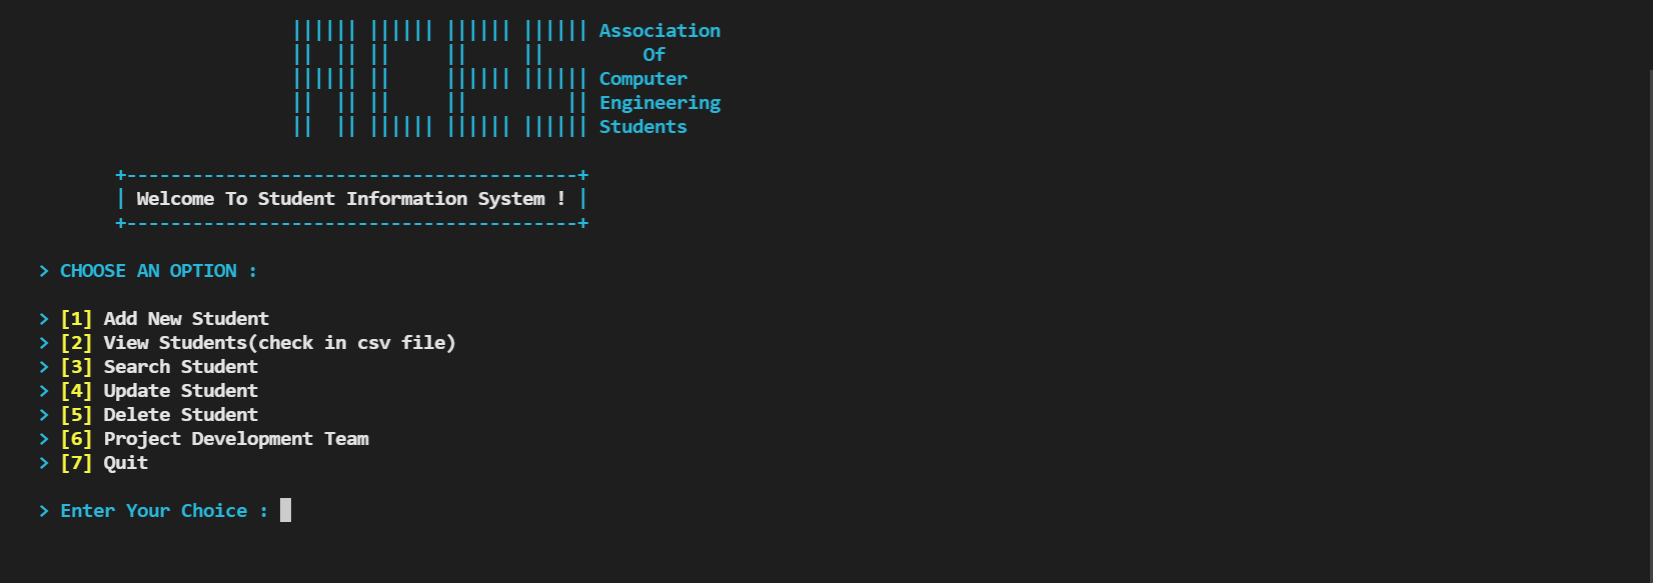 |||||| |||||| |||||| |||||| Association
||  || ||     ||     ||         Of
|||||| ||     |||||| |||||| Computer
||  || ||     ||         || Engineering
||  || |||||| |||||| |||||| Students
+-----------------------------------------+
| Welcome To Student Information System ! |
+-----------------------------------------+
> CHOOSE AN OPTION :
> [1] Add New Student
> [2] View Students(check in csv file)
> [3] Search Student
> [4] Update Student
> [5] Delete Student
> [6] Project Development Team
> [7] Quit
> Enter Your Choice :